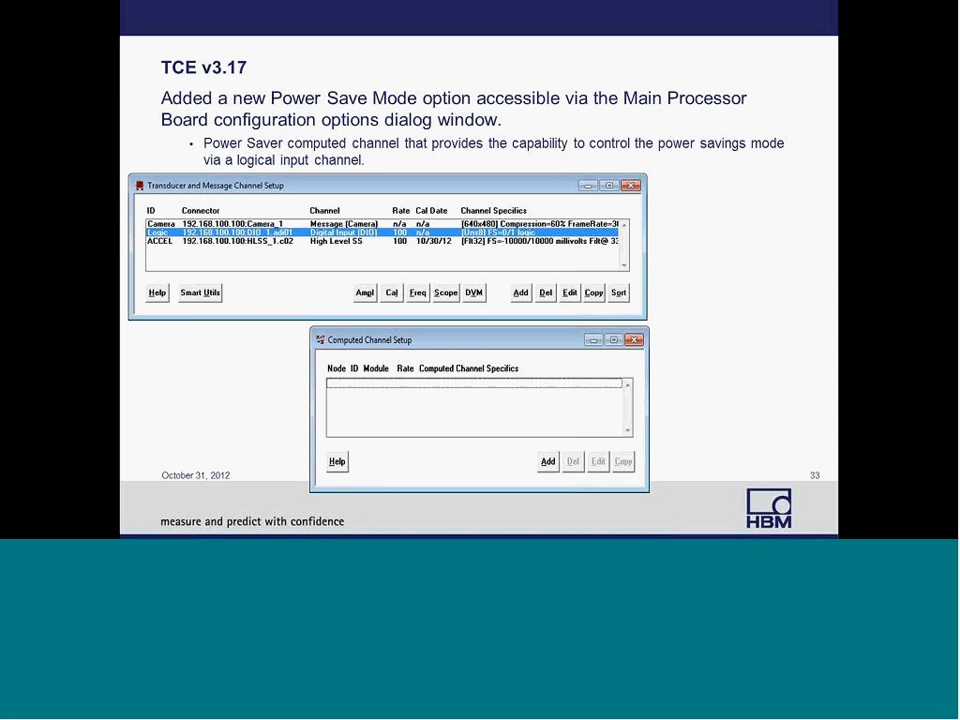 TCE v3.17
Added a new Power Save Mode option accessible via the Main Processor
Board configuration options dialog window.
• Power Saver computed channel that provides the capability to control the power savings mode
via a logical input channel.
Transducer and Message Channel Setup
ID Connector Channel Rate Cal Date Channel Specifics
Camera 192.168.100.100:Camera_1 Message (Camera) n/a n/a [640x480] Compression=60% FrameRate=3
Logic 192.168.100.100:DIO_1.adi01 Digital Input (DIO) 100 n/a [Uns8] FS=0/1 logic
ACCEL 192.168.100.100:HLSS_1.c02 High Level SS 100 10/30/12 [Flt32] FS=-10000/10000 millivolts Filt@ 33
Help Smart Utils Ampl Cal Freq Scope DVM Add Del Edit Copy Sort
Computed Channel Setup
Node ID Module Rate Computed Channel Specifics
Help Add Del Edit Copy
October 31, 2012 33
measure and predict with confidence
HBM